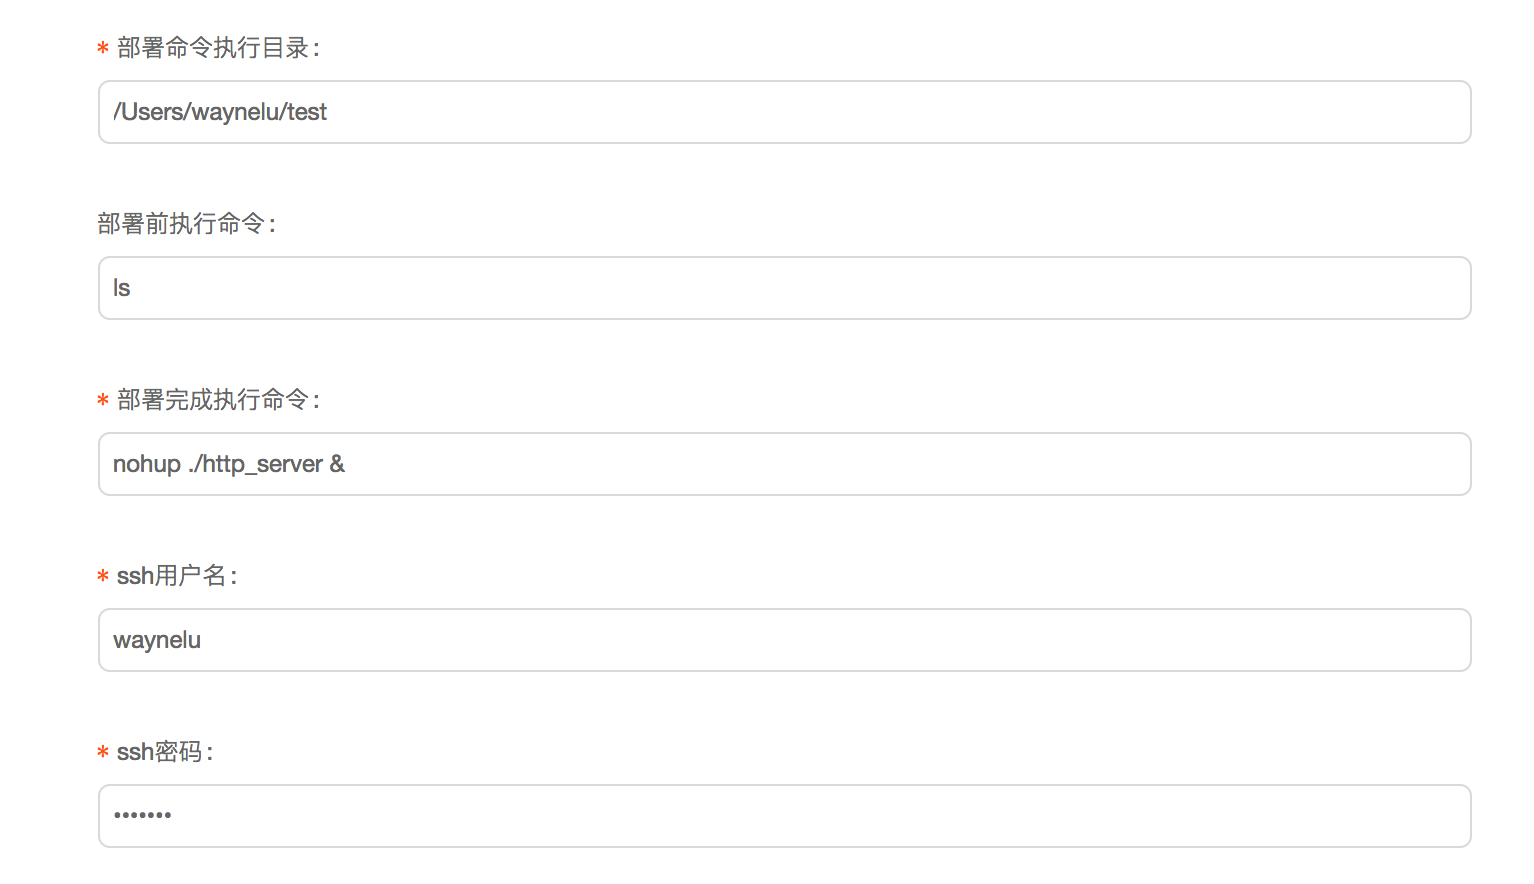 * 部署命令执行目录：
/Users/waynelu/test
部署前执行命令：
ls
* 部署完成执行命令：
nohup ./http_server &
* ssh用户名：
waynelu
* ssh密码：
•••••••